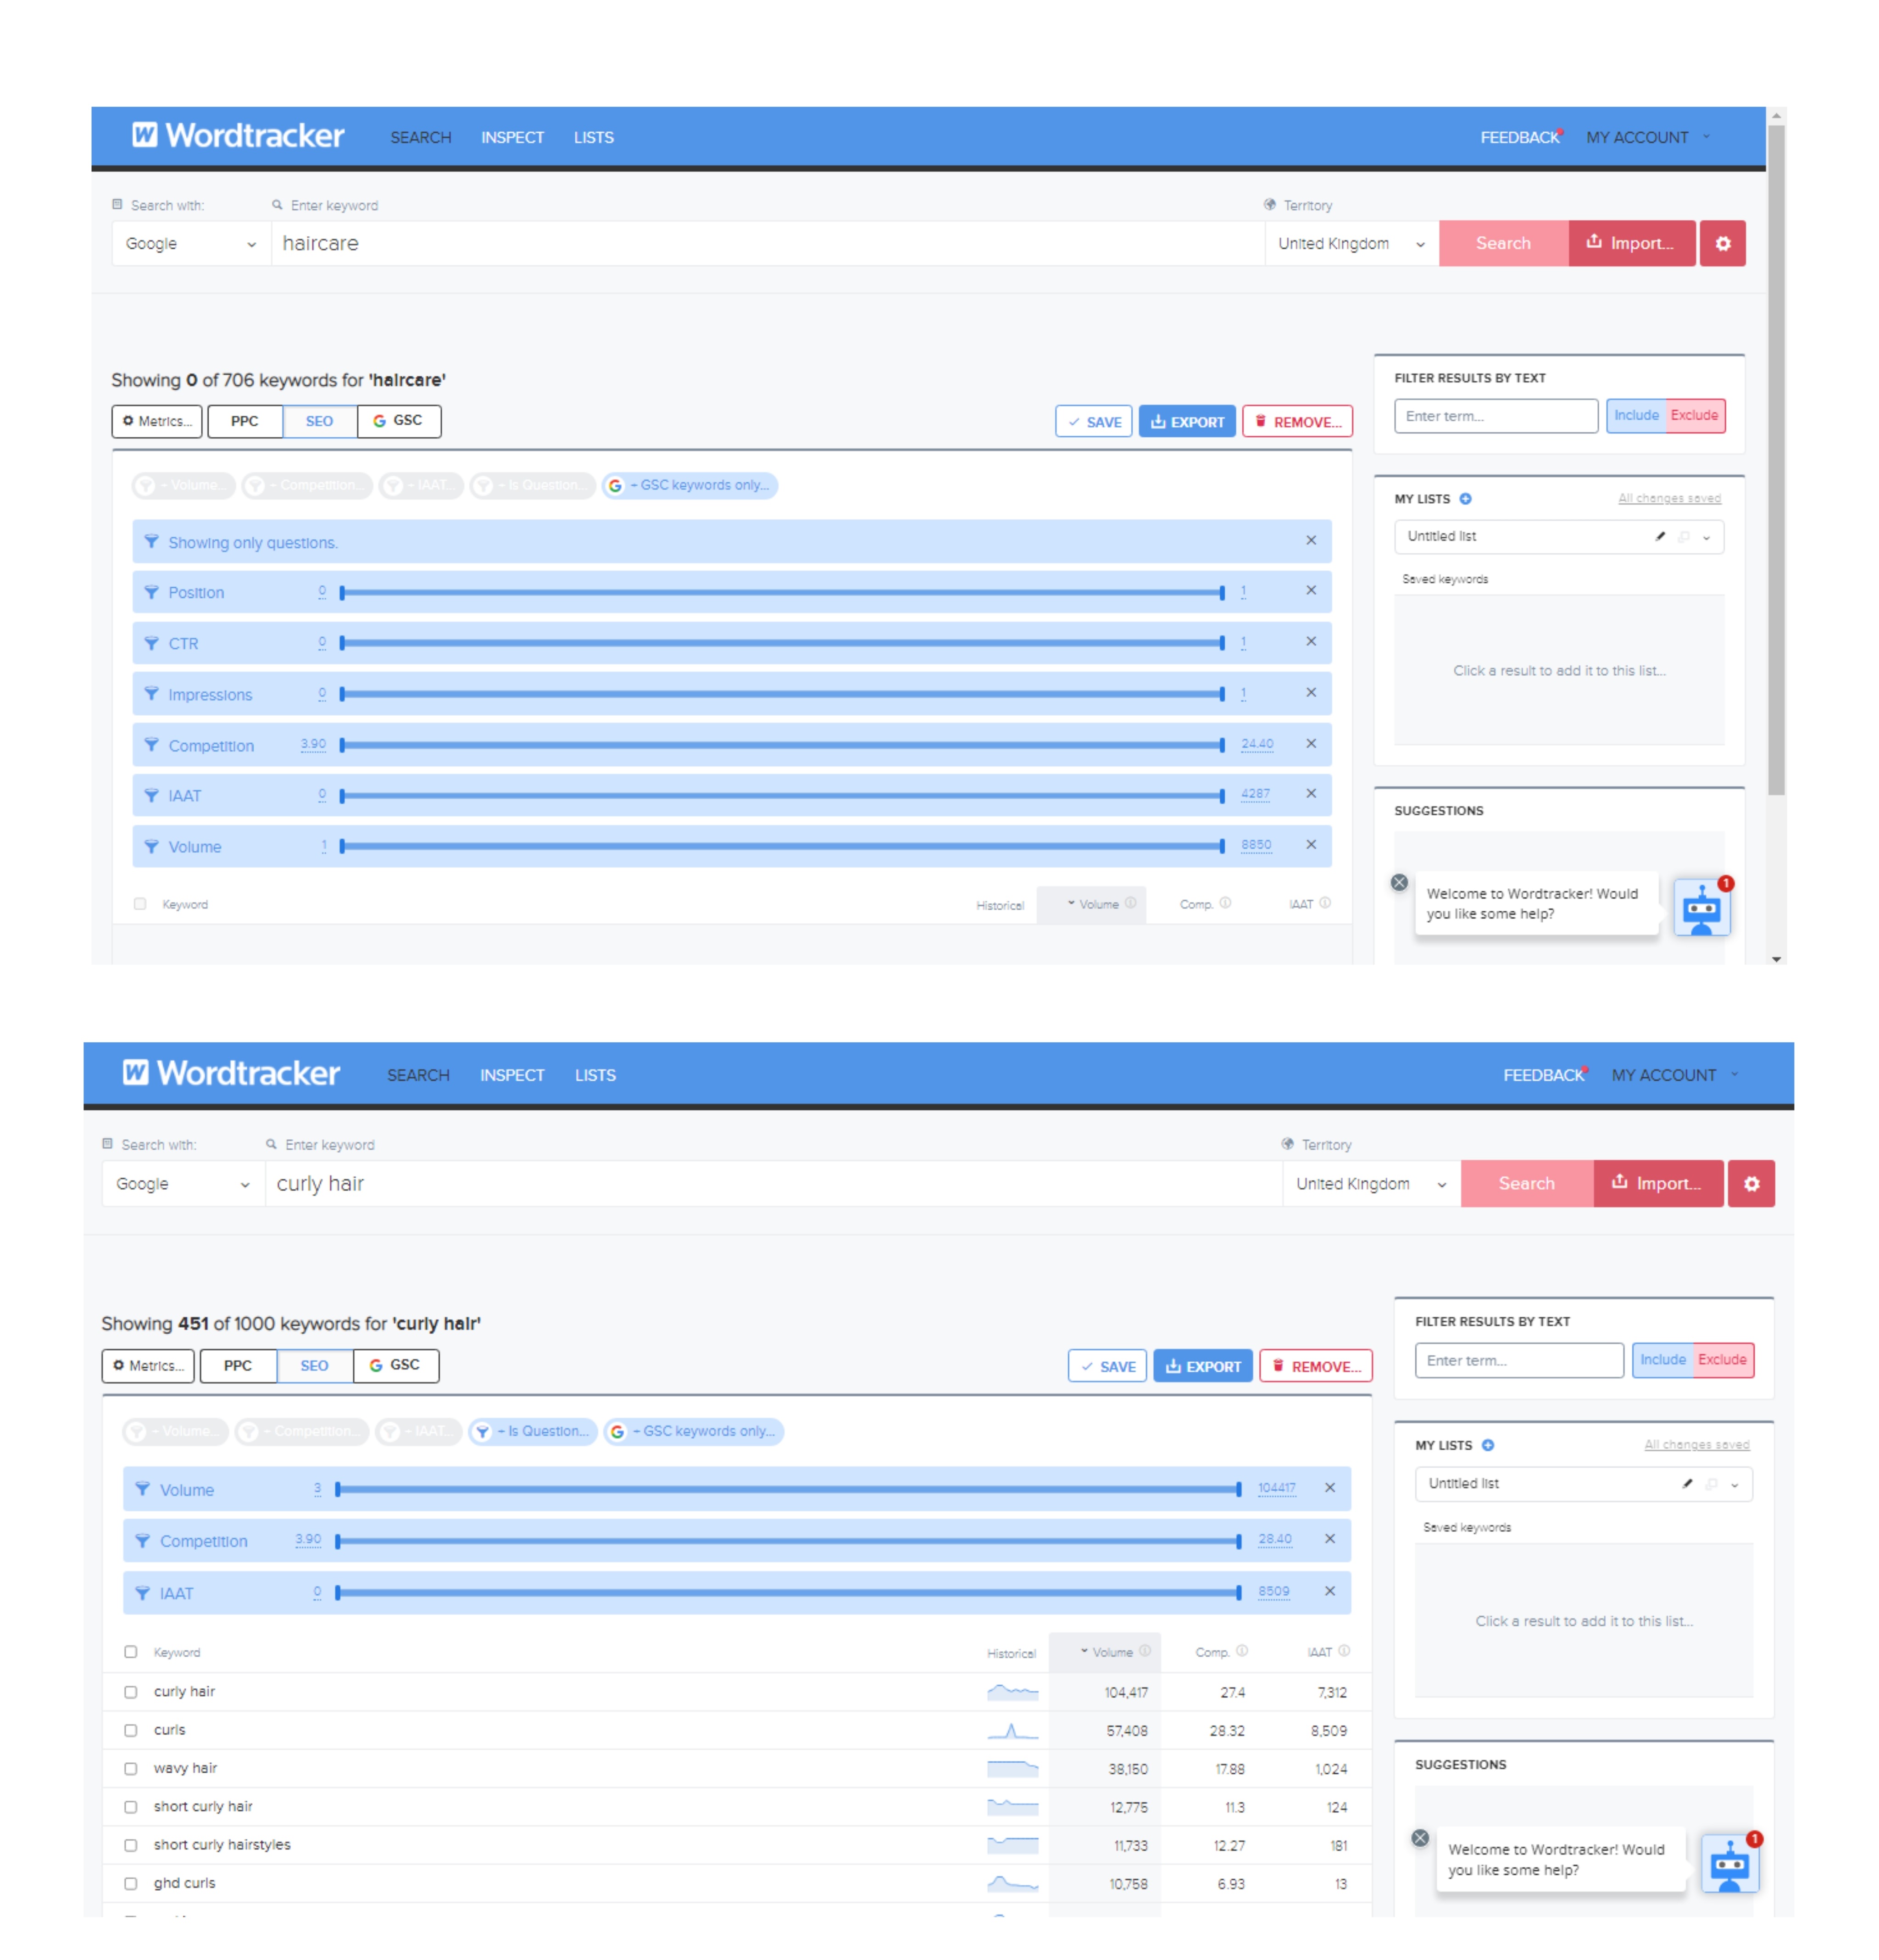 Wordtracker SEARCH INSPECT LISTS FEEDBACK MY ACCOUNT
Search with: Enter keyword Territory
Google haircare United Kingdom Search Import...
Showing 0 of 706 keywords for 'haircare'
Metrics... PPC SEO GSC SAVE EXPORT REMOVE...
~ Volume... ~ Competition... ~ IAAT... ~ Is Question... ~ GSC keywords only...
Showing only questions. ×
Position 0 1 ×
CTR 0 1 ×
Impressions 0 1 ×
Competition 3.90 24.40 ×
IAAT 0 4287 ×
Volume 1 8850 ×
Keyword Historical Volume Comp. IAAT
FILTER RESULTS BY TEXT
Enter term... Include Exclude
MY LISTS All changes saved
Untitled list
Saved keywords
Click a result to add it to this list...
SUGGESTIONS
Welcome to Wordtracker! Would
you like some help?
1
Wordtracker SEARCH INSPECT LISTS FEEDBACK MY ACCOUNT
Search with: Enter keyword Territory
Google curly hair United Kingdom Search Import...
Showing 451 of 1000 keywords for 'curly hair'
Metrics... PPC SEO GSC SAVE EXPORT REMOVE...
~ Volume... ~ Competition... ~ IAAT... ~ Is Question... ~ GSC keywords only...
Volume 3 104417 ×
Competition 3.90 28.40 ×
IAAT 0 8509 ×
Keyword Historical Volume Comp. IAAT
curly hair 104,417 27.4 7,312
curls 57,408 28.32 8,509
wavy hair 38,150 17.88 1,024
short curly hair 12,775 11.3 124
short curly hairstyles 11,733 12.27 181
ghd curls 10,758 6.93 13
FILTER RESULTS BY TEXT
Enter term... Include Exclude
MY LISTS All changes saved
Untitled list
Saved keywords
Click a result to add it to this list...
SUGGESTIONS
Welcome to Wordtracker! Would
you like some help?
1